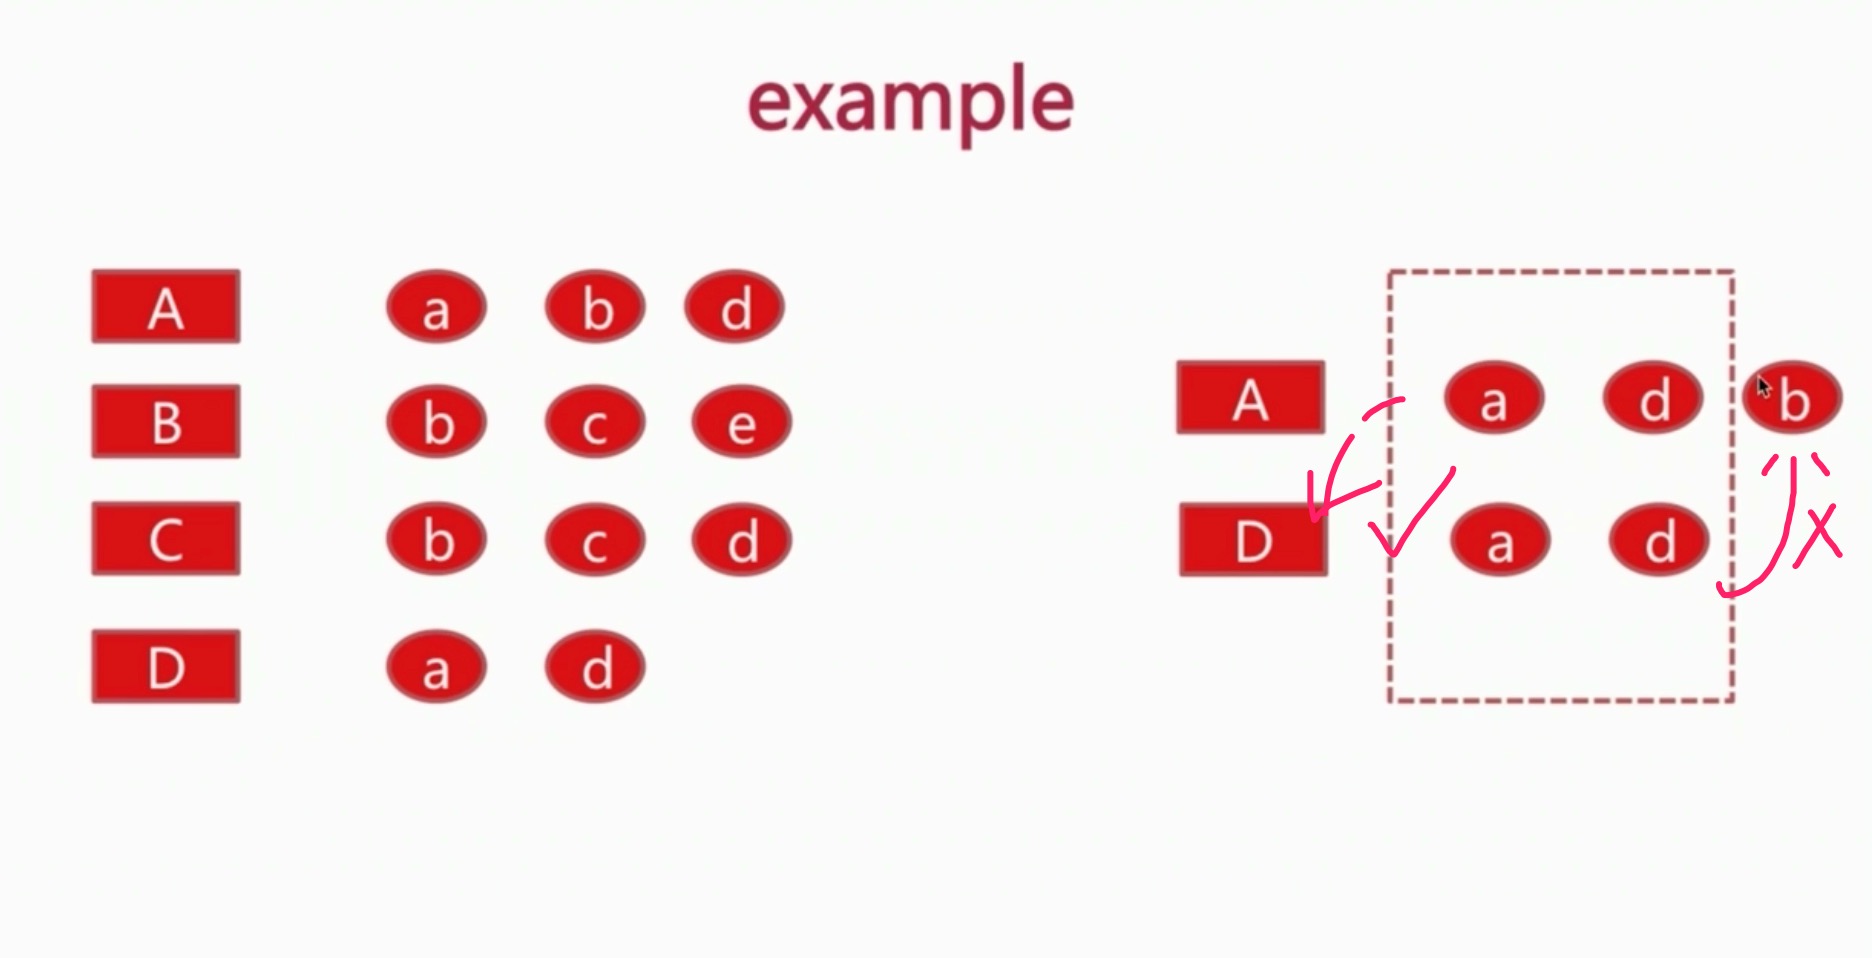 example
A a b d
B b c e
C b c d
D a d
A a d b
D a d
X